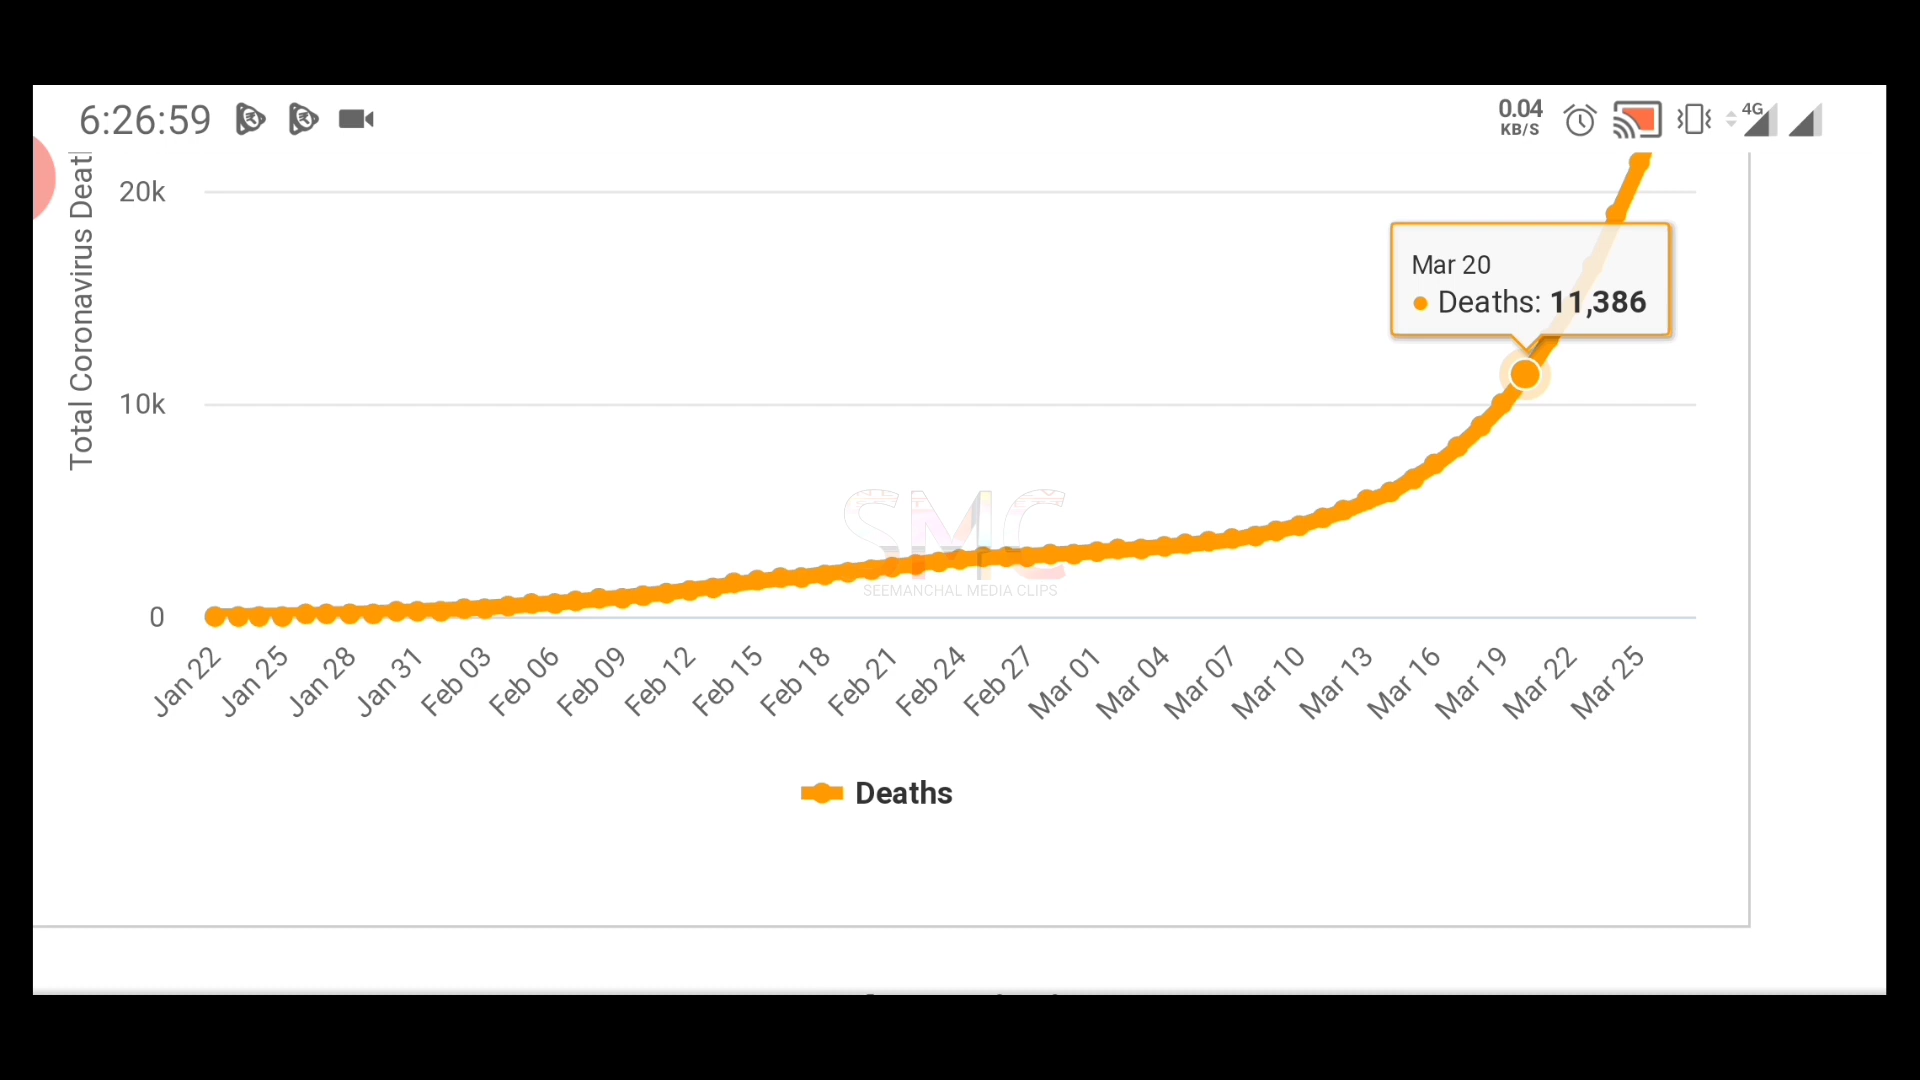 6:26:59
0.04
KB/S
4G
Total Coronavirus Deat
20k
10k
0
Mar 20
Deaths: 11,386
SMC
SEEMANCHAL MEDIA CLIPS
Jan 22
Jan 25
Jan 28
Jan 31
Feb 03
Feb 06
Feb 09
Feb 12
Feb 15
Feb 18
Feb 21
Feb 24
Feb 27
Mar 01
Mar 04
Mar 07
Mar 10
Mar 13
Mar 16
Mar 19
Mar 22
Mar 25
Deaths